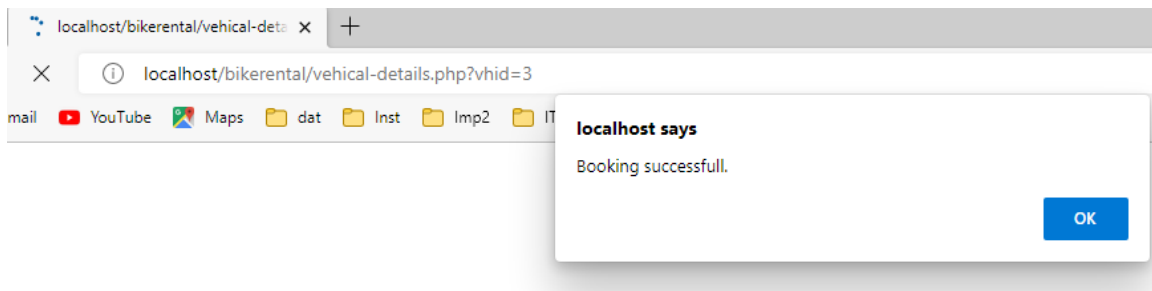 localhost/bikerental/vehical-deta
localhost/bikerental/vehical-details.php?vhid=3
mail YouTube Maps dat Inst Imp2 IT
localhost says
Booking successfull.
OK